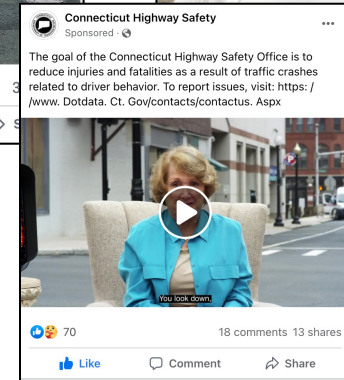 Connecticut Highway Safety
Sponsored ·
The goal of the Connecticut Highway Safety Office is to
reduce injuries and fatalities as a result of traffic crashes
related to driver behavior. To report issues, visit: https: /
/www. Dotdata. Ct. Gov/contacts/contactus. Aspx
You look down,
70
18 comments 13 shares
Like
Comment
Share